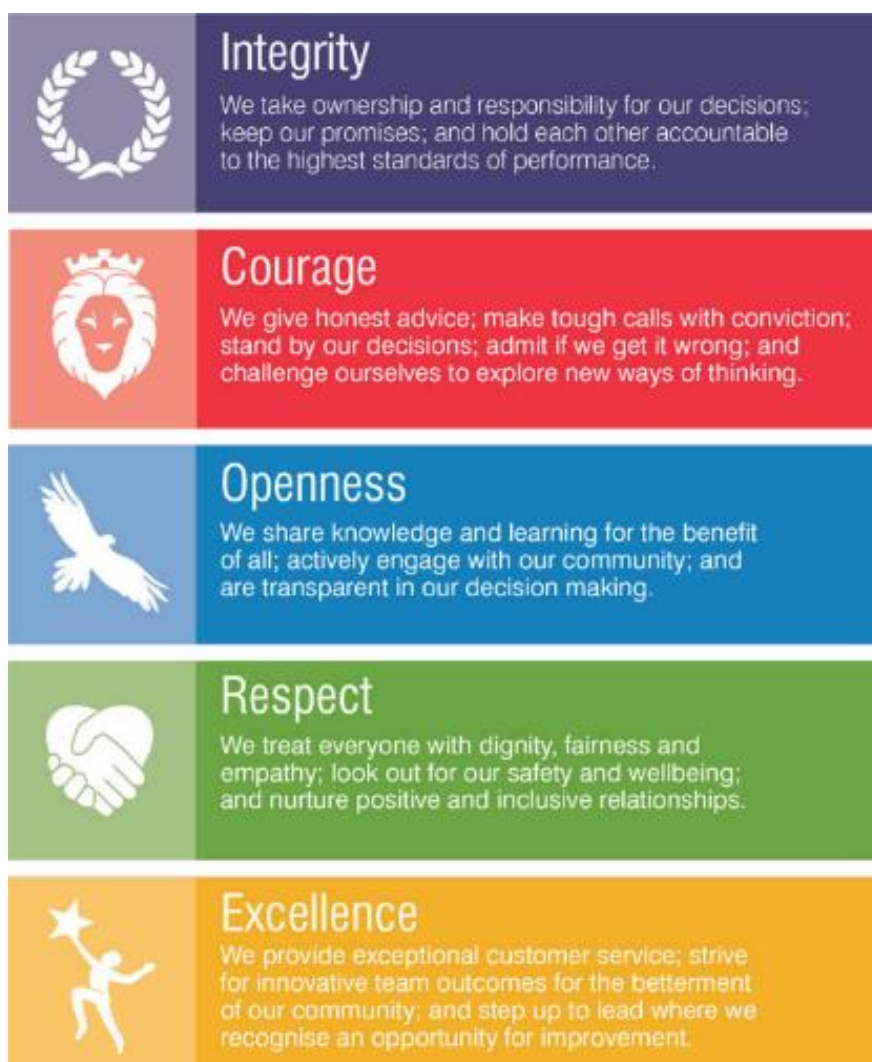 Integrity
We take ownership and responsibility for our decisions;
keep our promises; and hold each other accountable
to the highest standards of performance.
Courage
We give honest advice; make tough calls with conviction;
stand by our decisions; admit if we get it wrong; and
challenge ourselves to explore new ways of thinking.
Openness
We share knowledge and learning for the benefit
of all; actively engage with our community; and
are transparent in our decision making.
Respect
We treat everyone with dignity, fairness and
empathy; look out for our safety and wellbeing;
and nurture positive and inclusive relationships.
Excellence
We provide exceptional customer service; strive
for innovative team outcomes for the betterment
of our community; and step up to lead where we
recognise an opportunity for improvement.